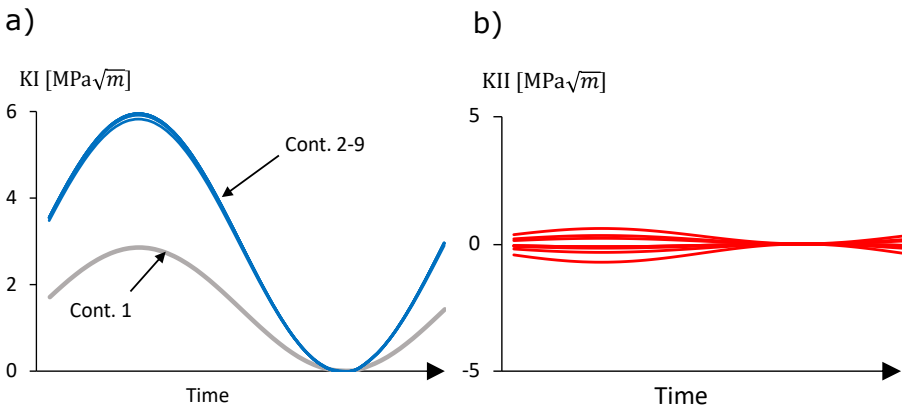 a)
KI [MPa√m]
6
4
2
0
Cont. 2-9
Cont. 1
Time
b)
KII [MPa√m]
5
0
-5
Time